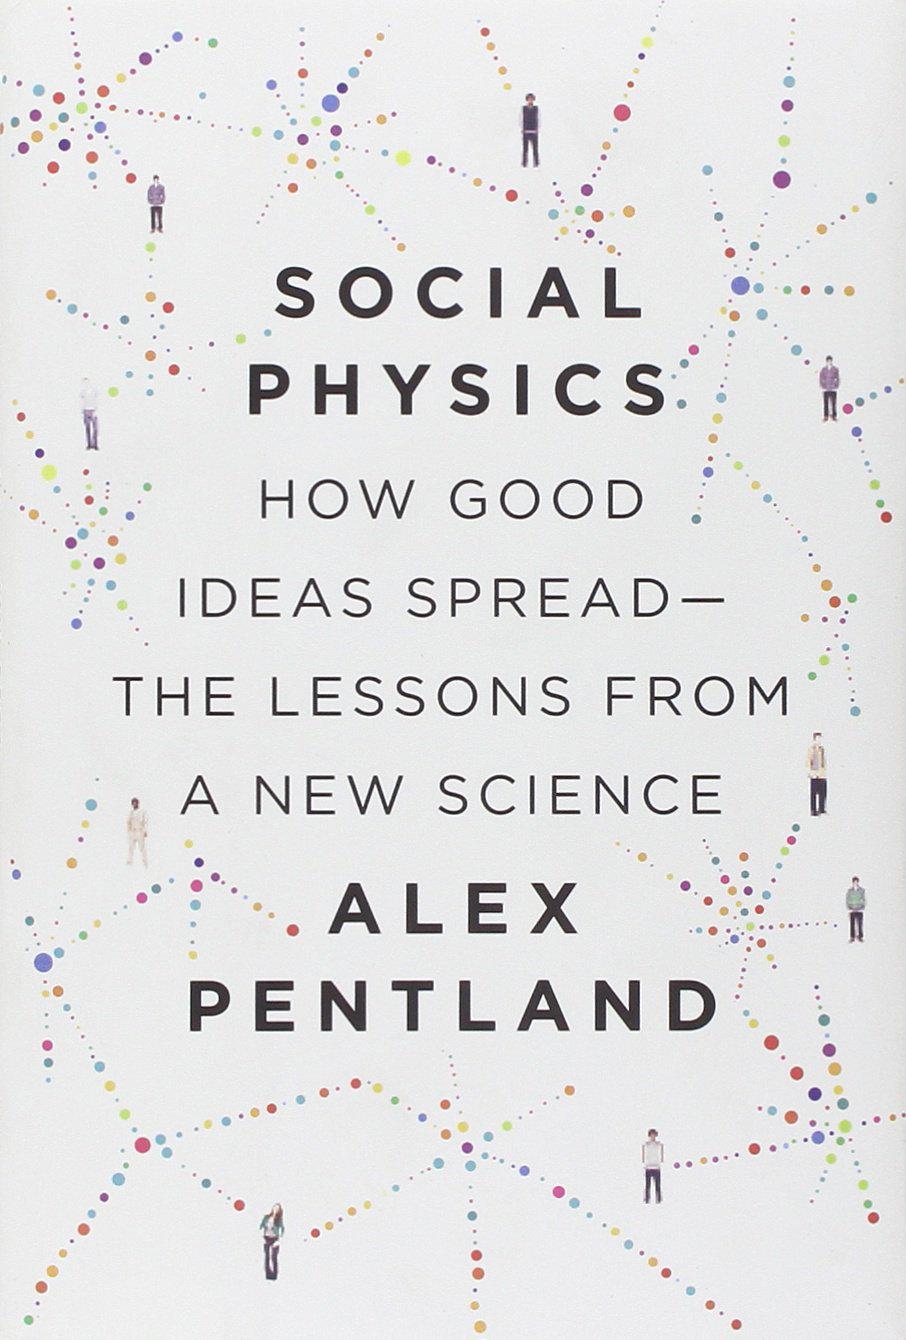 SOCIAL
PHYSICS
HOW GOOD
IDEAS SPREAD—
THE LESSONS FROM
A NEW SCIENCE
ALEX
PENTLAND